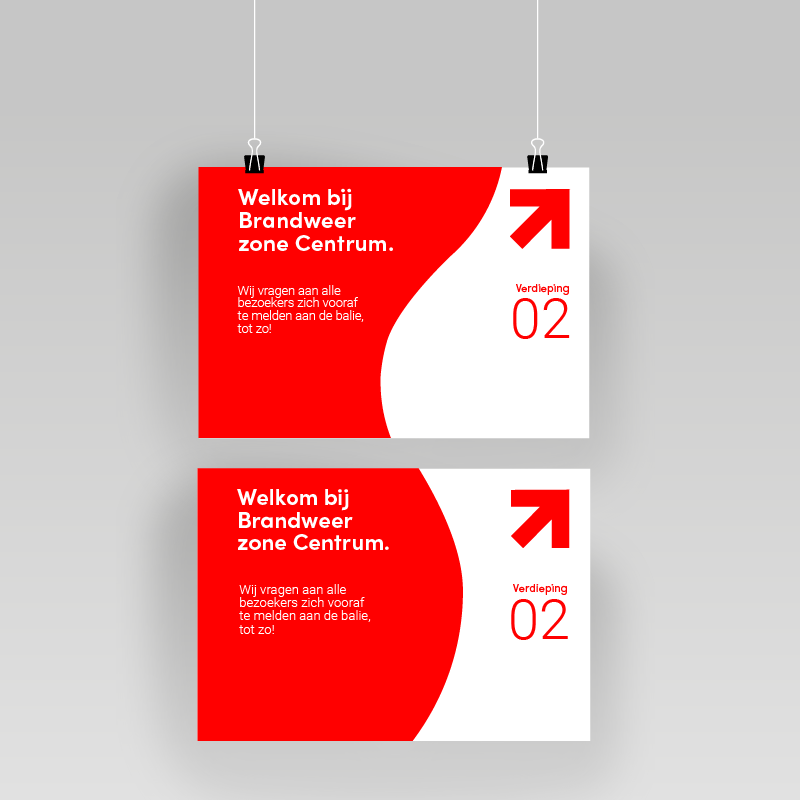 Welkom bij
Brandweer
zone Centrum.
Wij vragen aan alle
bezoekers zich vooraf
te melden aan de balie,
tot zo!
Verdieping
02
Welkom bij
Brandweer
zone Centrum.
Wij vragen aan alle
bezoekers zich vooraf
te melden aan de balie,
tot zo!
Verdieping
02